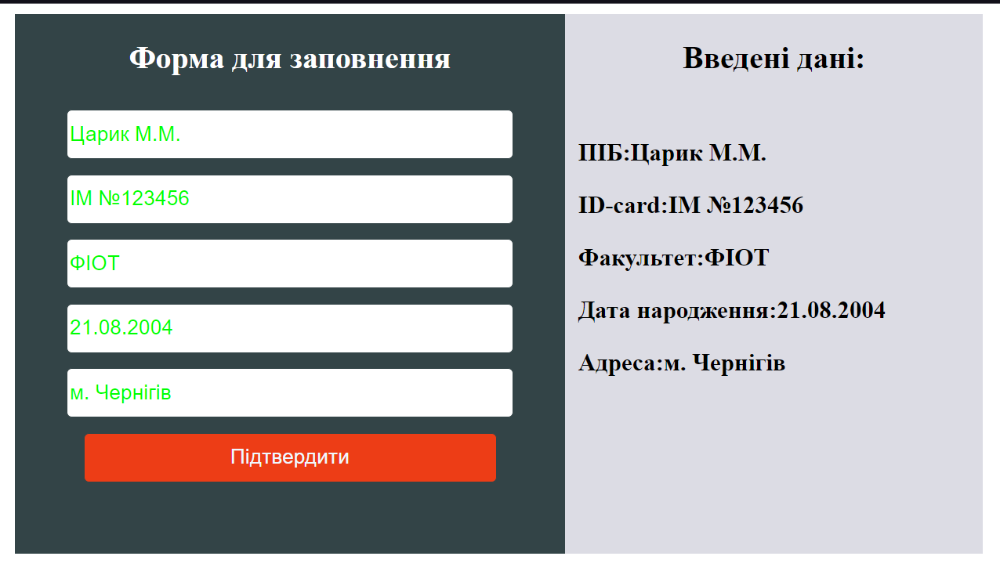 Форма для заповнення
Царик М.М.
ІМ №123456
ФІОТ
21.08.2004
м. Чернігів
Підтвердити
Введені дані:
ПІБ:Царик М.М.
ID-card:ІМ №123456
Факультет:ФІОТ
Дата народження:21.08.2004
Адреса:м. Чернігів